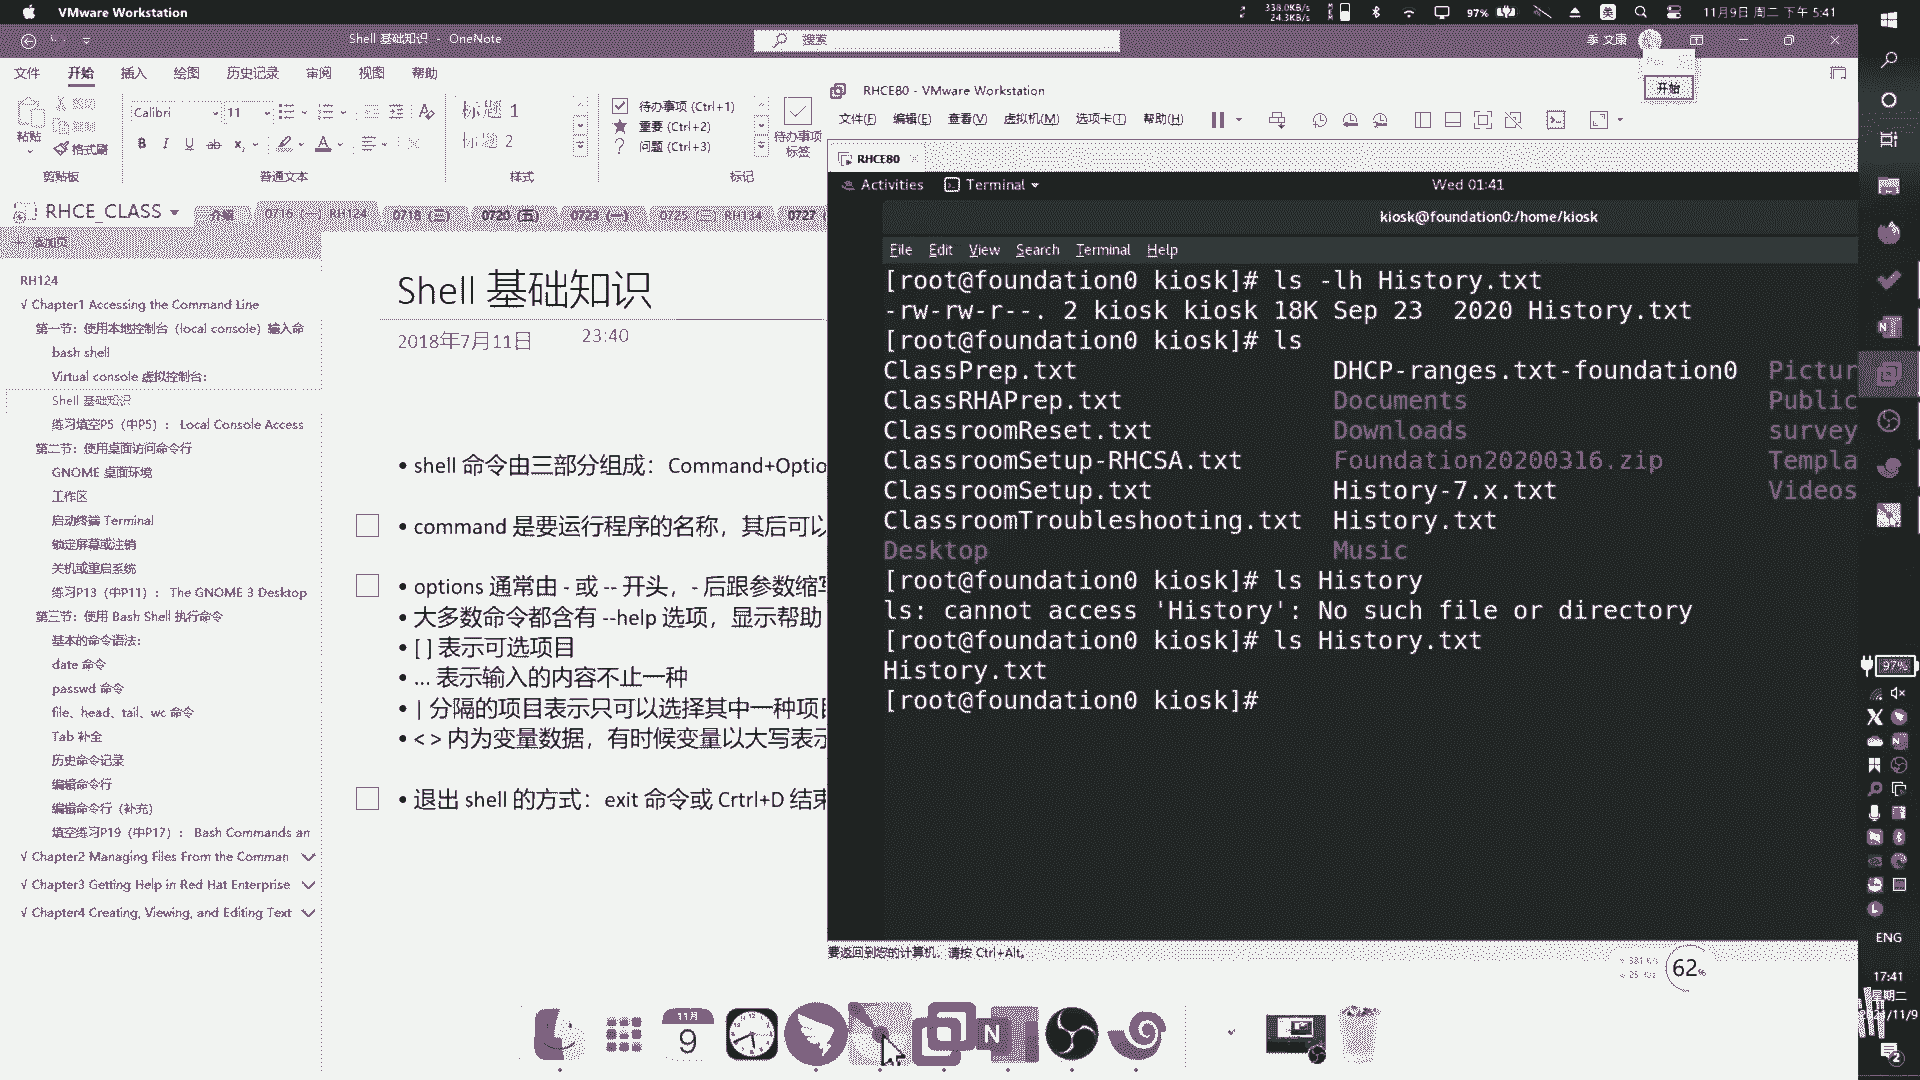 VMware Workstation
338.0KB/s
24.3KB/s
97%
美
11月9日 周二 下午 5:41
Shell 基础知识 - OneNote
搜索
季 文康
文件 开始 插入 绘图 历史记录 审阅 视图 帮助
开始
粘贴
格式刷
剪贴板
Calibri 11
B I U ab
普通文本
标题 1
标题 2
样式
待办事项 (Ctrl+1)
重要 (Ctrl+2)
问题 (Ctrl+3)
待办事项
标签
标记
RHCE_CLASS
介绍
0716 (一) RH124
0718 (三)
0720 (五)
0723 (一)
0725 (三) RH134
0727
添加页
RH124
√ Chapter1 Accessing the Command Line
第一节：使用本地控制台（local console）输入命
bash shell
Virtual console 虚拟控制台：
Shell 基础知识
练习填空P5（中P5）： Local Console Access
第二节：使用桌面访问命令行
GNOME 桌面环境
工作区
启动终端 Terminal
锁定屏幕或注销
关机或重启系统
练习P13（中P11）： The GNOME 3 Desktop
第三节：使用 Bash Shell 执行命令
基本的命令语法：
date 命令
passwd 命令
file、head、tail、wc 命令
Tab 补全
历史命令记录
编辑命令行
编辑命令行（补充）
填空练习P19（中P17）： Bash Commands an
√ Chapter2 Managing Files From the Comman
√ Chapter3 Getting Help in Red Hat Enterprise
√ Chapter4 Creating, Viewing, and Editing Text
Shell 基础知识
2018年7月11日 23:40
• shell 命令由三部分组成：Command+Optio
• command 是要运行程序的名称，其后可以
• options 通常由 - 或 -- 开头，- 后跟参数缩写
• 大多数命令都含有 --help 选项，显示帮助
• [ ] 表示可选项目
• ... 表示输入的内容不止一种
• | 分隔的项目表示只可以选择其中一种项目
• < > 内为变量数据，有时候变量以大写表示
• 退出 shell 的方式：exit 命令或 Crtrl+D 结束
RHCE80 - VMware Workstation
文件(F) 编辑(E) 查看(V) 虚拟机(M) 选项卡(T) 帮助(H)
RHCE80
Activities Terminal
Wed 01:41
kiosk@foundation0:/home/kiosk
File Edit View Search Terminal Help
[root@foundation0 kiosk]# ls -lh History.txt
-rw-rw-r--. 2 kiosk kiosk 18K Sep 23  2020 History.txt
[root@foundation0 kiosk]# ls
ClassPrep.txt DHCP-ranges.txt-foundation0 Pictur
ClassRHAPrep.txt Documents Public
ClassroomReset.txt Downloads survey
ClassroomSetup-RHCSA.txt Foundation20200316.zip Templa
ClassroomSetup.txt History-7.x.txt Videos
ClassroomTroubleshooting.txt History.txt
Desktop Music
[root@foundation0 kiosk]# ls History
ls: cannot access 'History': No such file or directory
[root@foundation0 kiosk]# ls History.txt
History.txt
[root@foundation0 kiosk]#
要返回到您的计算机，请按 Ctrl+Alt。
62%
11月
9
N
97%
ENG
17:41
星期二
2021/11/9
2